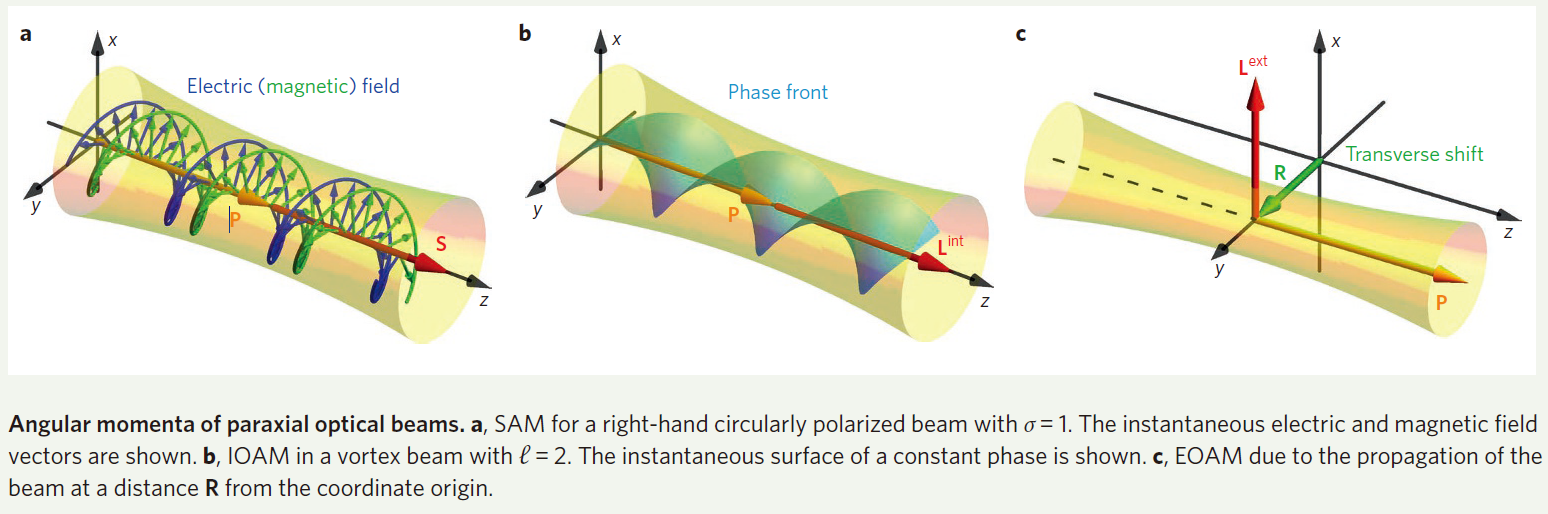 a
x
Electric (magnetic) field
y
P
S
z
b
x
Phase front
y
P
L^int
z
c
x
L^ext
R
Transverse shift
z
y
P
Angular momenta of paraxial optical beams. a, SAM for a right-hand circularly polarized beam with σ = 1. The instantaneous electric and magnetic field
vectors are shown. b, IOAM in a vortex beam with ℓ = 2. The instantaneous surface of a constant phase is shown. c, EOAM due to the propagation of the
beam at a distance R from the coordinate origin.